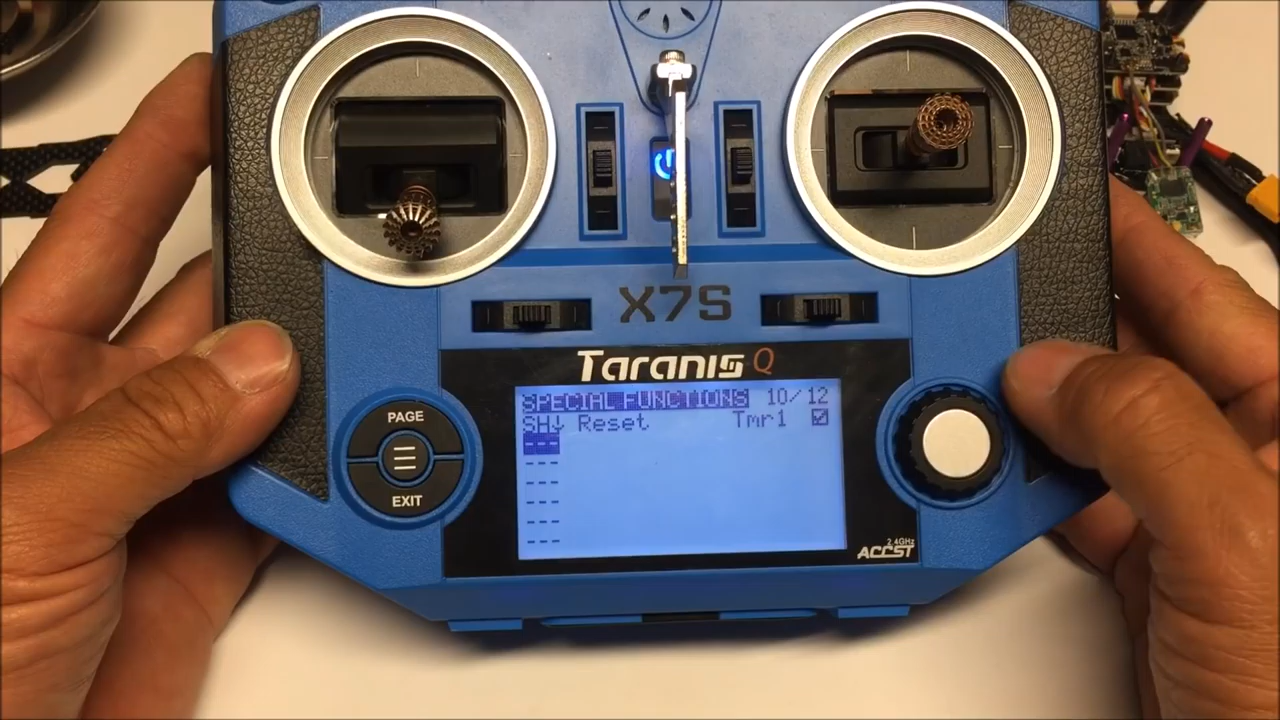 X7S
Taranis Q
SPECIAL FUNCTIONS 10/12
SH↓ Reset Tmr1
---
---
---
---
---
---
PAGE
EXIT
2.4GHz
ACCST